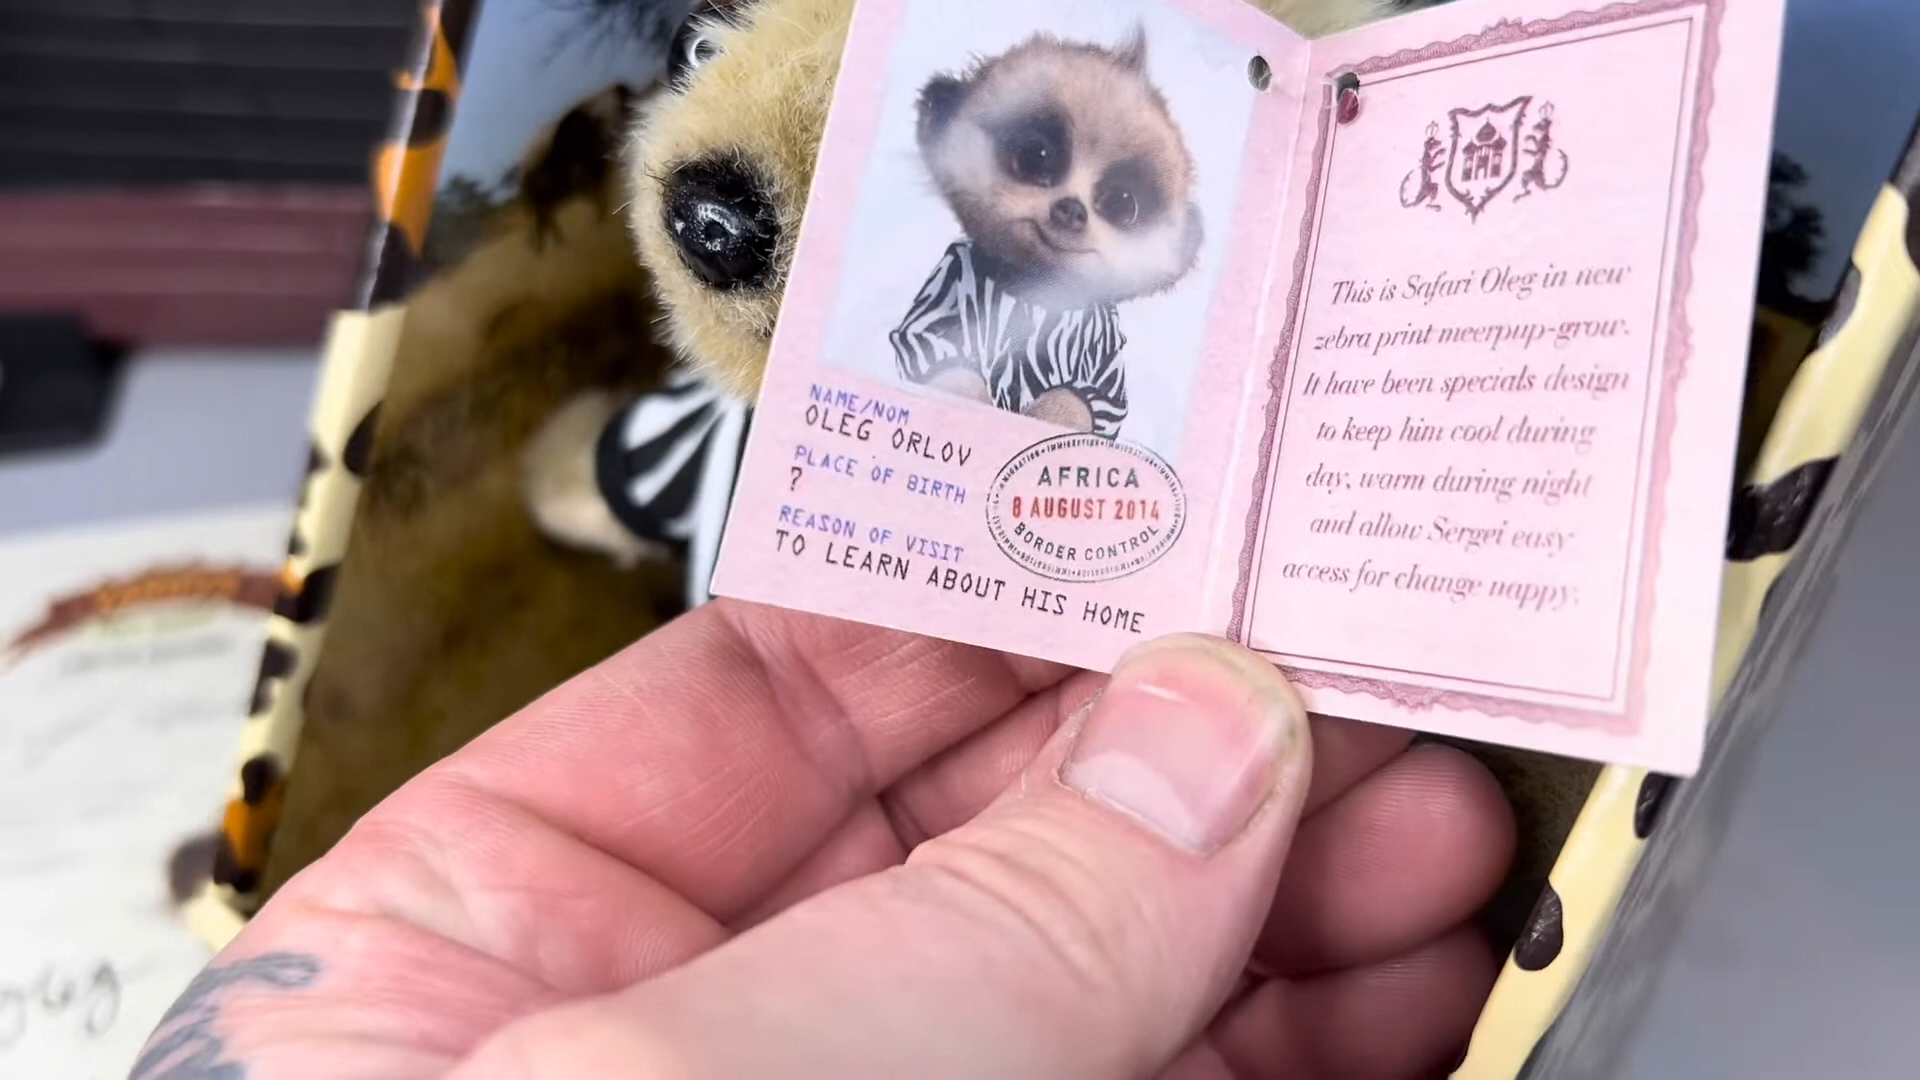 NAME/NOM
OLEG ORLOV
PLACE OF BIRTH
?
REASON OF VISIT
TO LEARN ABOUT HIS HOME
AFRICA
8 AUGUST 2014
BORDER CONTROL
This is Safari Oleg in new
zebra print meerpup-grow.
It have been specials design
to keep him cool during
day, warm during night
and allow Sergei easy
access for change nappy.